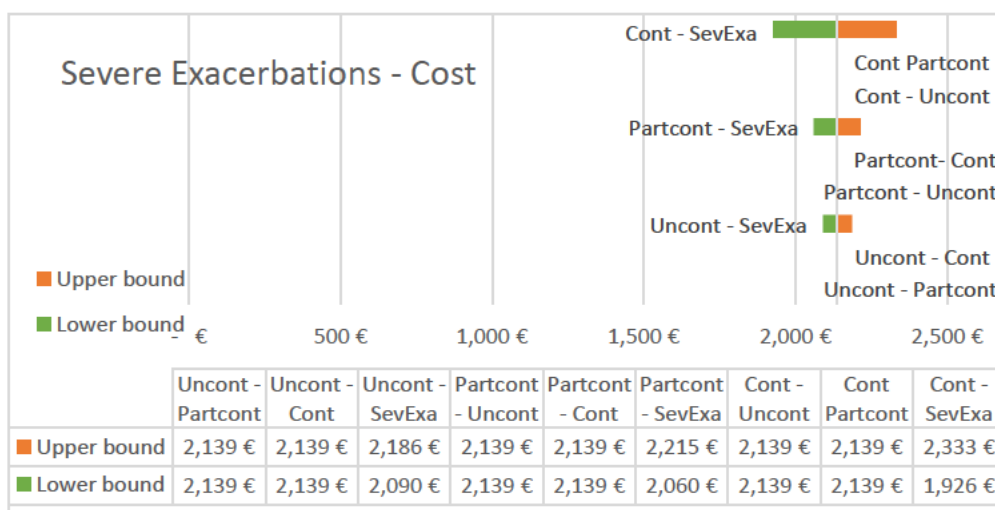 Severe Exacerbations - Cost
Cont - SevExa
Cont Partcont
Cont - Uncont
Partcont - SevExa
Partcont- Cont
Partcont - Uncont
Uncont - SevExa
Uncont - Cont
Uncont - Partcont
Upper bound
Lower bound
- € 500 € 1,000 € 1,500 € 2,000 € 2,500 €
Uncont - Uncont - Uncont - Partcont Partcont Partcont Cont - Cont Cont -
Partcont Cont SevExa - Uncont - Cont - SevExa Uncont Partcont SevExa
Upper bound 2,139 € 2,139 € 2,186 € 2,139 € 2,139 € 2,215 € 2,139 € 2,139 € 2,333 €
Lower bound 2,139 € 2,139 € 2,090 € 2,139 € 2,139 € 2,060 € 2,139 € 2,139 € 1,926 €